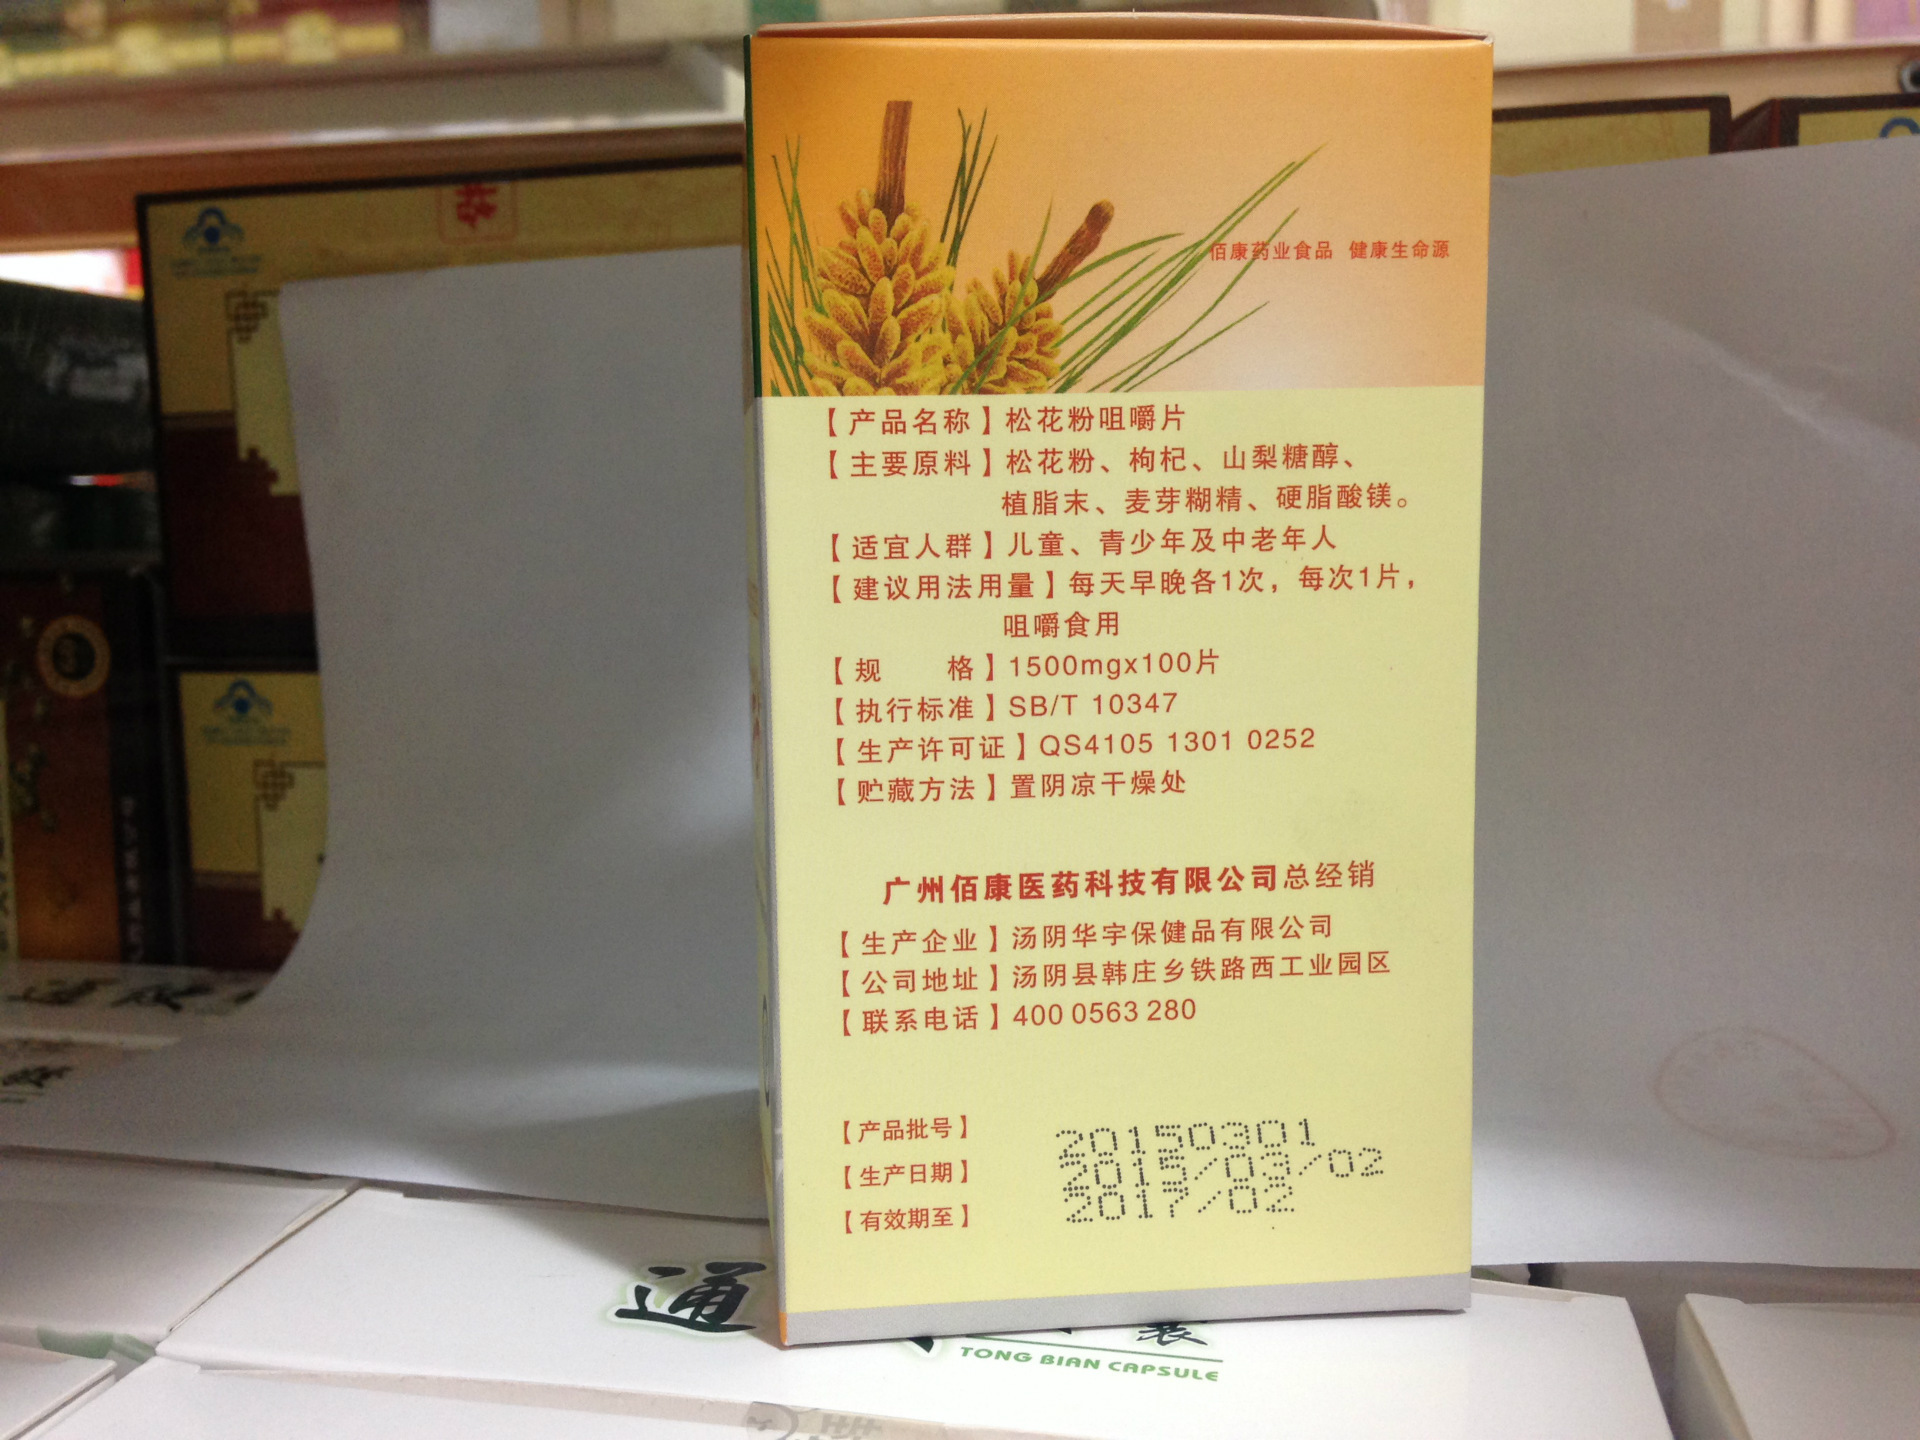 佰康药业食品 健康生命源
【产品名称】松花粉咀嚼片
【主要原料】松花粉、枸杞、山梨糖醇、
植脂末、麦芽糊精、硬脂酸镁。
【适宜人群】儿童、青少年及中老年人
【建议用法用量】每天早晚各1次，每次1片，
咀嚼食用
【规 格】1500mgx100片
【执行标准】SB/T 10347
【生产许可证】QS4105 1301 0252
【贮藏方法】置阴凉干燥处
广州佰康医药科技有限公司总经销
【生产企业】汤阴华宇保健品有限公司
【公司地址】汤阴县韩庄乡铁路西工业园区
【联系电话】400 0563 280
【产品批号】20150301
【生产日期】2015/03/02
【有效期至】2017/02
通
TONG BIAN CAPSULE